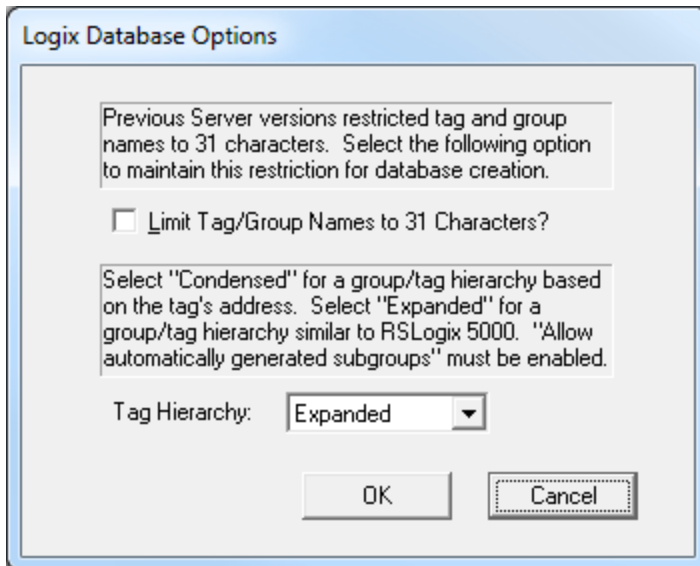 Logix Database Options
Previous Server versions restricted tag and group
names to 31 characters.  Select the following option
to maintain this restriction for database creation.
Limit Tag/Group Names to 31 Characters?
Select "Condensed" for a group/tag hierarchy based
on the tag's address.  Select "Expanded" for a
group/tag hierarchy similar to RSLogix 5000.  "Allow
automatically generated subgroups" must be enabled.
Tag Hierarchy: Expanded
OK Cancel